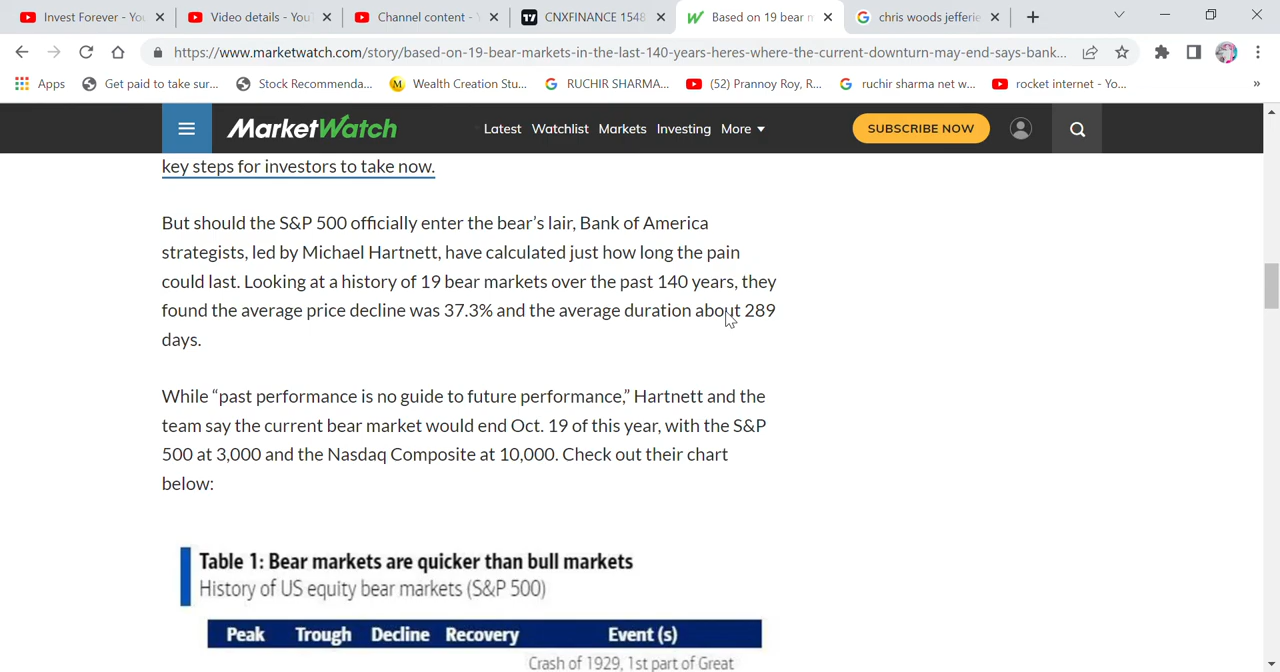 Invest Forever - You
Video details - YouT
Channel content - Y
CNXFINANCE 1548
Based on 19 bear m
chris woods jefferie
https://www.marketwatch.com/story/based-on-19-bear-markets-in-the-last-140-years-heres-where-the-current-downturn-may-end-says-bank...
Apps
Get paid to take sur...
Stock Recommenda...
Wealth Creation Stu...
RUCHIR SHARMA...
(52) Prannoy Roy, R...
ruchir sharma net w...
rocket internet - Yo...
»
MarketWatch
Latest Watchlist Markets Investing More
SUBSCRIBE NOW
key steps for investors to take now.
But should the S&P 500 officially enter the bear’s lair, Bank of America
strategists, led by Michael Hartnett, have calculated just how long the pain
could last. Looking at a history of 19 bear markets over the past 140 years, they
found the average price decline was 37.3% and the average duration about 289
days.
While “past performance is no guide to future performance,” Hartnett and the
team say the current bear market would end Oct. 19 of this year, with the S&P
500 at 3,000 and the Nasdaq Composite at 10,000. Check out their chart
below:
Table 1: Bear markets are quicker than bull markets
History of US equity bear markets (S&P 500)
Peak Trough Decline Recovery Event (s)
Crash of 1929, 1st part of Great